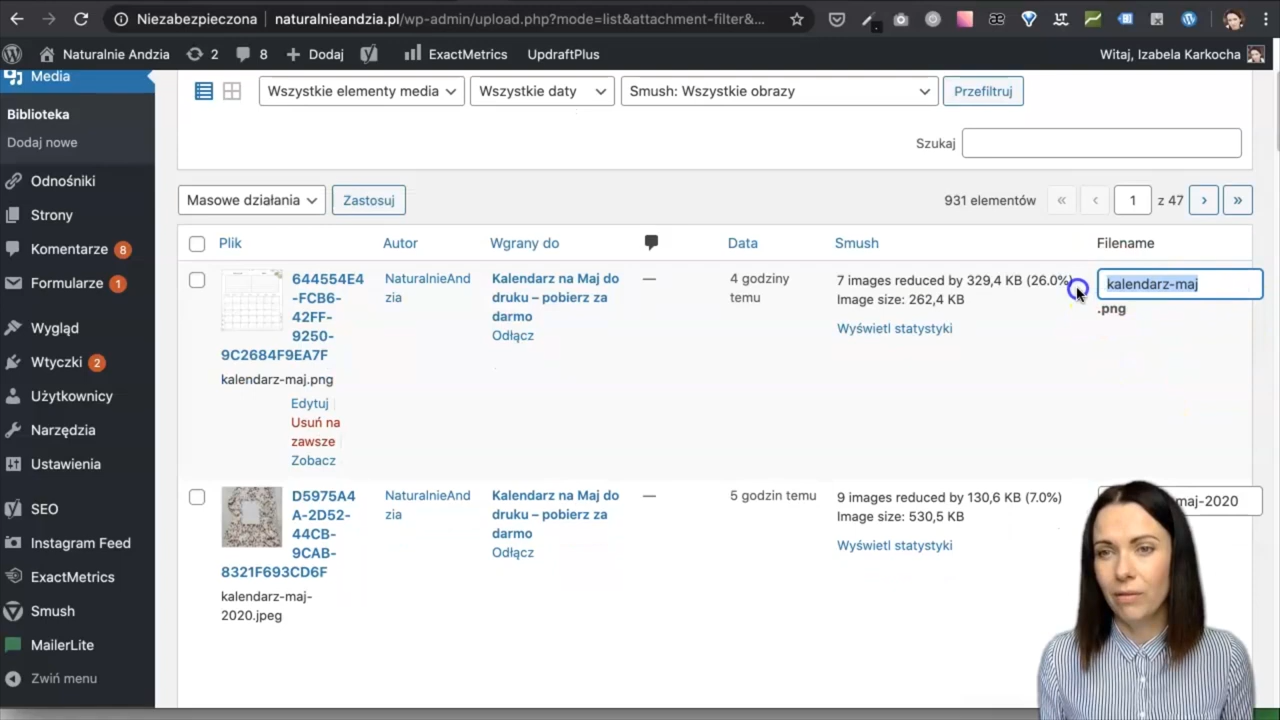 Niezabezpieczona | naturalnieandzia.pl/wp-admin/upload.php?mode=list&attachment-filter&...
Naturalnie Andzia 2 8 Dodaj ExactMetrics UpdraftPlus Witaj, Izabela Karkocha
Media
Biblioteka
Dodaj nowe
Odnośniki
Strony
Komentarze 8
Formularze 1
Wygląd
Wtyczki 2
Użytkownicy
Narzędzia
Ustawienia
SEO
Instagram Feed
ExactMetrics
Smush
MailerLite
Zwiń menu
Wszystkie elementy media Wszystkie daty Smush: Wszystkie obrazy Przefiltruj
Szukaj
Masowe działania Zastosuj 931 elementów « ‹ 1 z 47 › »
Plik Autor Wgrany do Data Smush Filename
644554E4
-FCB6-
42FF-
9250-
9C2684F9EA7F
kalendarz-maj.png
Edytuj |
Usuń na
zawsze |
Zobacz
NaturalnieAnd
zia
Kalendarz na Maj do
druku – pobierz za
darmo
Odłącz
—
4 godziny
temu
7 images reduced by 329,4 KB (26.0%)
Image size: 262,4 KB
Wyświetl statystyki
kalendarz-maj
.png
D5975A4
A-2D52-
44CB-
9CAB-
8321F693CD6F
kalendarz-maj-
2020.jpeg
NaturalnieAnd
zia
Kalendarz na Maj do
druku – pobierz za
darmo
Odłącz
—
5 godzin temu
9 images reduced by 130,6 KB (7.0%)
Image size: 530,5 KB
Wyświetl statystyki
maj-2020